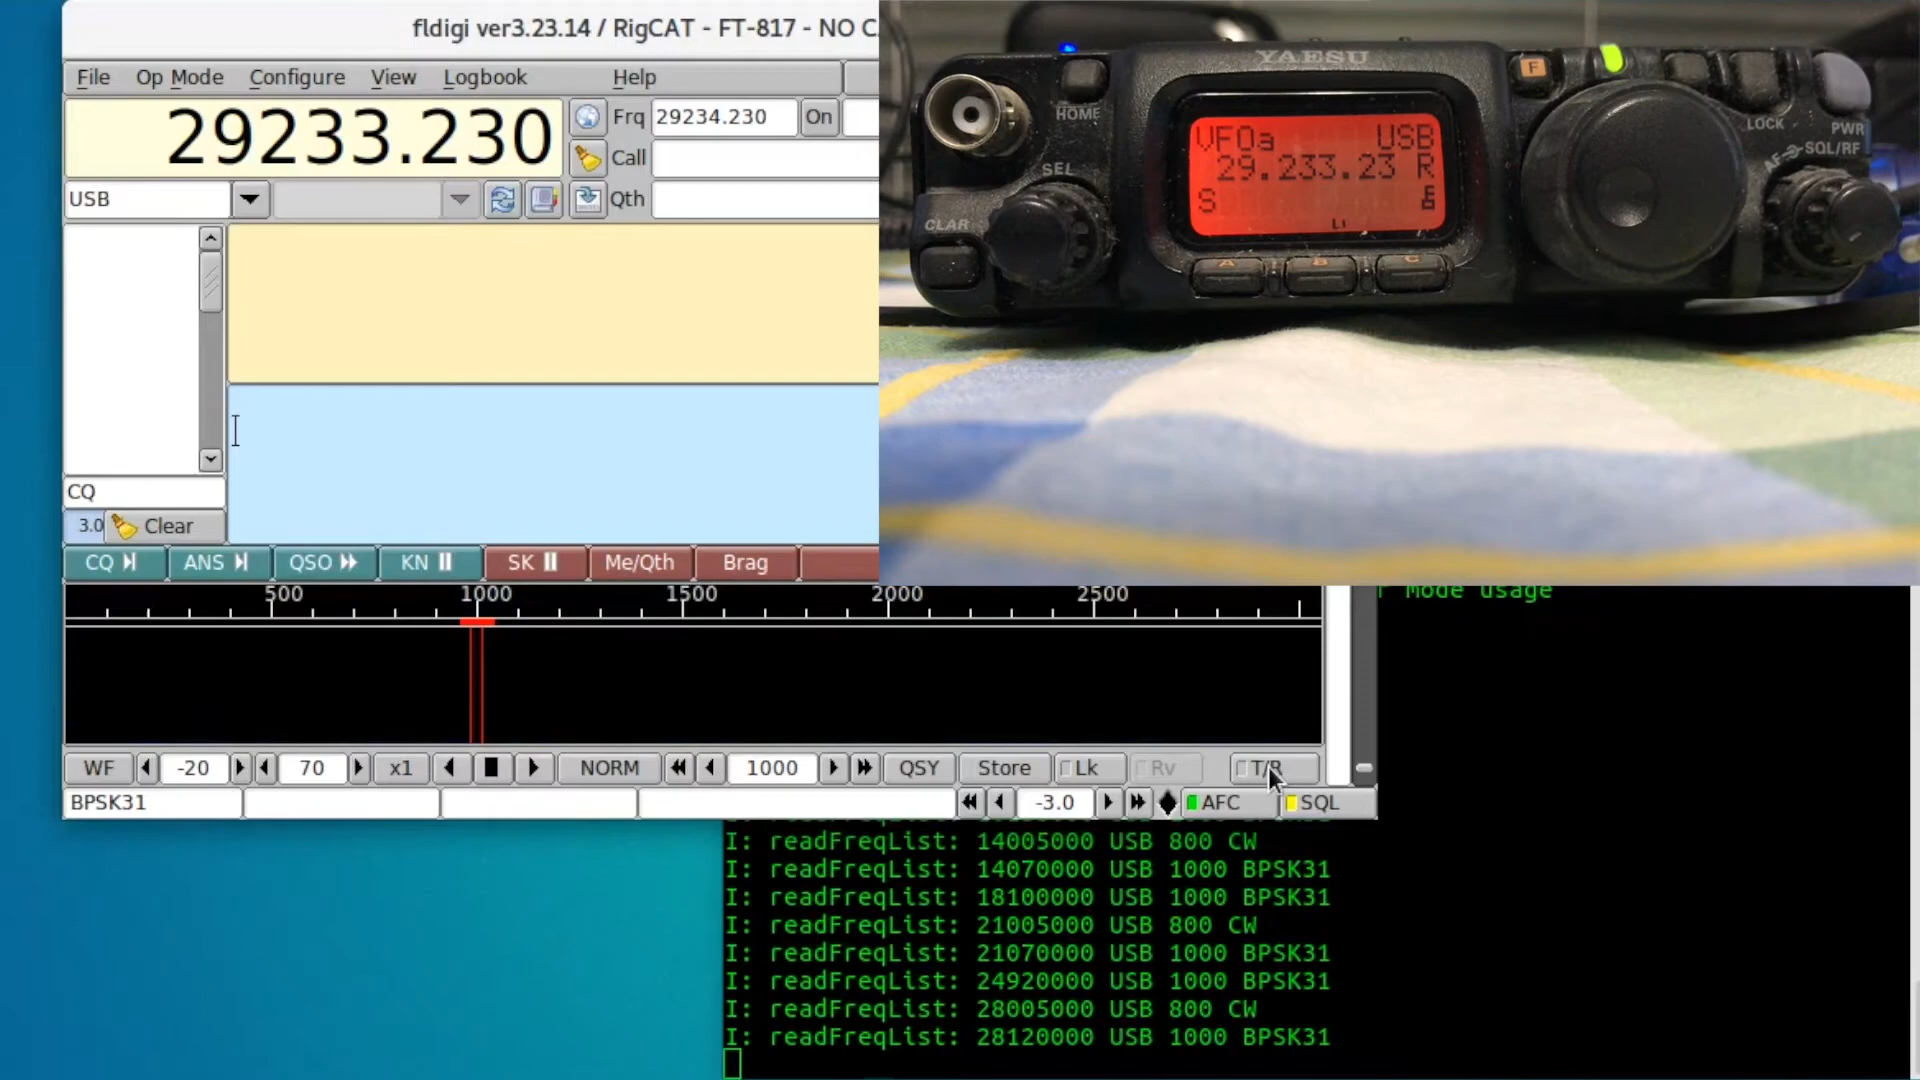 fldigi ver3.23.14 / RigCAT - FT-817 - NO C
File Op Mode Configure View Logbook Help
29233.230
Frq 29234.230 On
Call
USB
Qth
CQ
3.0 Clear
CQ ANS QSO KN SK Me/Qth Brag
500 1000 1500 2000 2500
WF -20 70 x1 NORM 1000 QSY Store Lk Rv T/R
BPSK31 -3.0 AFC SQL
YAESU
F
HOME
LOCK
PWR
AF SQL/RF
SEL
CLAR
VFOa USB
29.233.23 R
S 6
A B C
mode usage
I: readFreqList: 14005000 USB 800 CW
I: readFreqList: 14070000 USB 1000 BPSK31
I: readFreqList: 18100000 USB 1000 BPSK31
I: readFreqList: 21005000 USB 800 CW
I: readFreqList: 21070000 USB 1000 BPSK31
I: readFreqList: 24920000 USB 1000 BPSK31
I: readFreqList: 28005000 USB 800 CW
I: readFreqList: 28120000 USB 1000 BPSK31